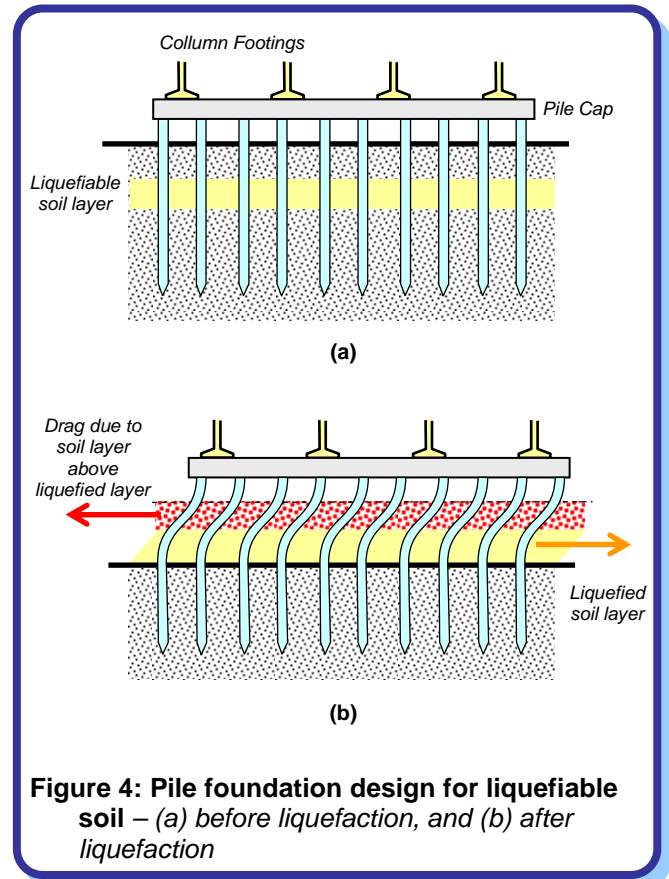 Collumn Footings
Pile Cap
Liquefiable
soil layer
(a)
Drag due to
soil layer
above
liquefied layer
Liquefied
soil layer
(b)
Figure 4: Pile foundation design for liquefiable
soil – (a) before liquefaction, and (b) after
liquefaction